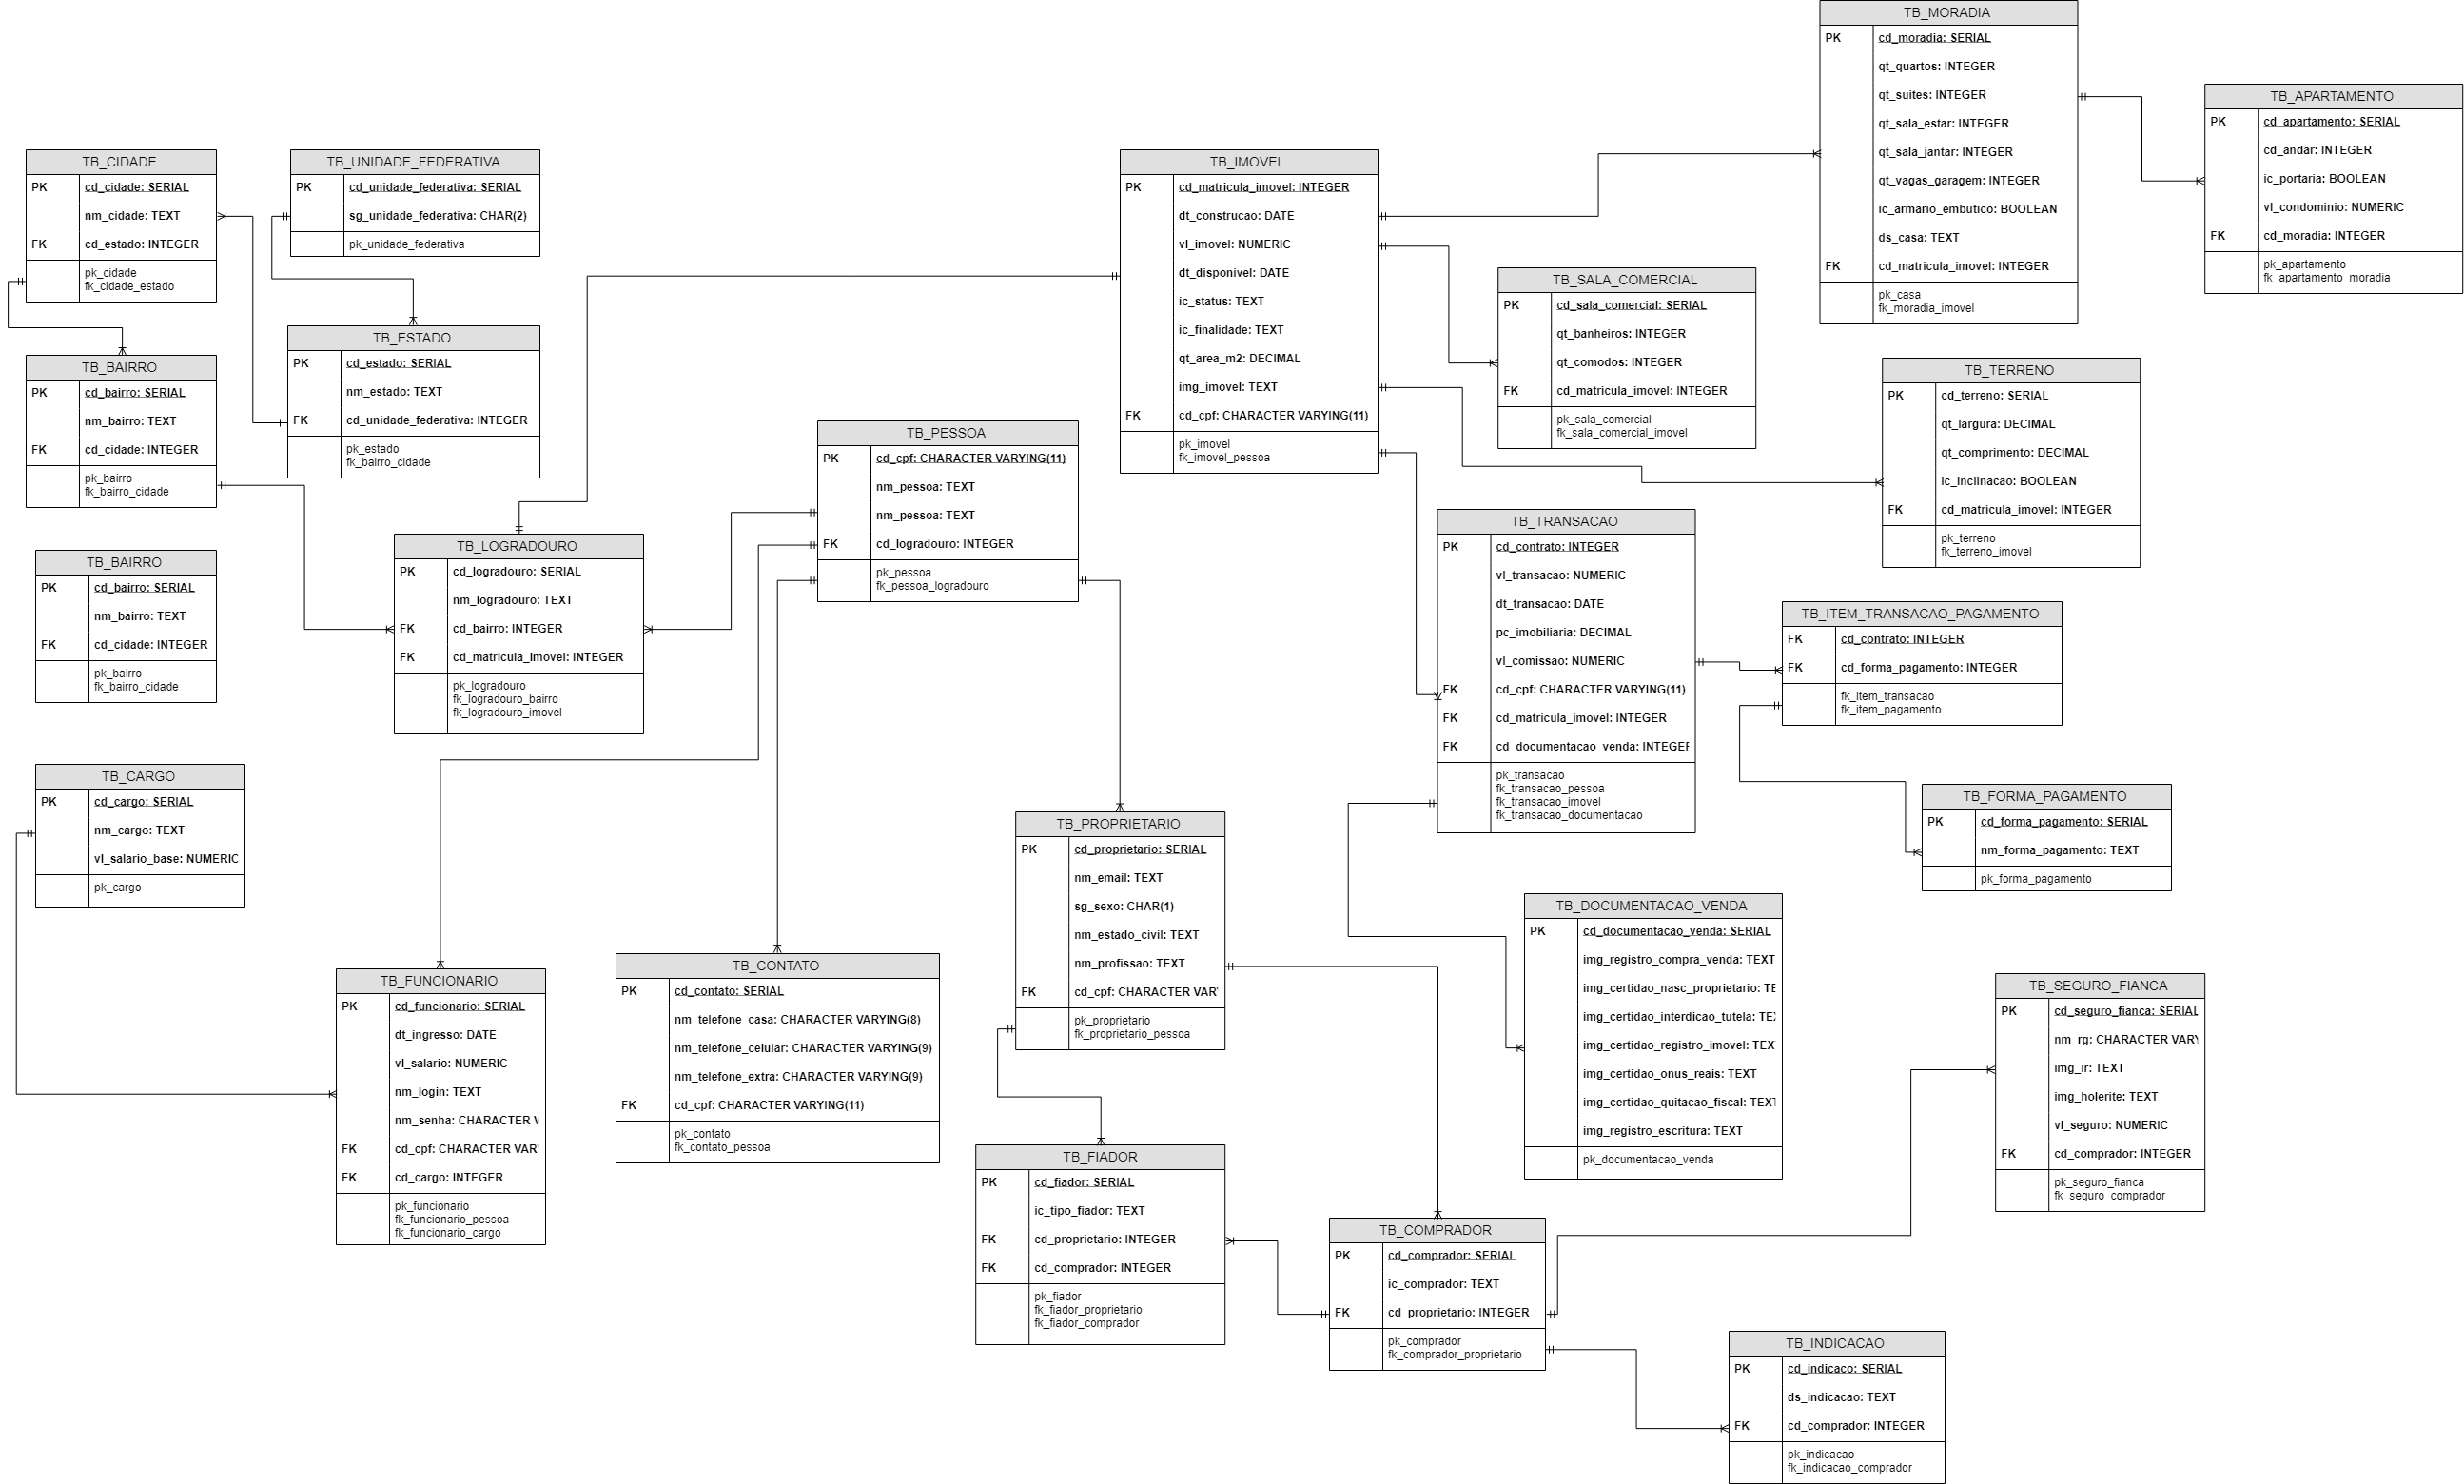 TB_MORADIA
PK cd_moradia: SERIAL
qt_quartos: INTEGER
qt_suites: INTEGER
qt_sala_estar: INTEGER
qt_sala_jantar: INTEGER
qt_vagas_garagem: INTEGER
ic_armario_embutico: BOOLEAN
ds_casa: TEXT
FK cd_matricula_imovel: INTEGER
pk_casa
fk_moradia_imovel
TB_APARTAMENTO
PK cd_apartamento: SERIAL
cd_andar: INTEGER
ic_portaria: BOOLEAN
vl_condominio: NUMERIC
FK cd_moradia: INTEGER
pk_apartamento
fk_apartamento_moradia
TB_CIDADE
PK cd_cidade: SERIAL
nm_cidade: TEXT
FK cd_estado: INTEGER
pk_cidade
fk_cidade_estado
TB_UNIDADE_FEDERATIVA
PK cd_unidade_federativa: SERIAL
sg_unidade_federativa: CHAR(2)
pk_unidade_federativa
TB_IMOVEL
PK cd_matricula_imovel: INTEGER
dt_construcao: DATE
vl_imovel: NUMERIC
dt_disponivel: DATE
ic_status: TEXT
ic_finalidade: TEXT
qt_area_m2: DECIMAL
img_imovel: TEXT
FK cd_cpf: CHARACTER VARYING(11)
pk_imovel
fk_imovel_pessoa
TB_SALA_COMERCIAL
PK cd_sala_comercial: SERIAL
qt_banheiros: INTEGER
qt_comodos: INTEGER
FK cd_matricula_imovel: INTEGER
pk_sala_comercial
fk_sala_comercial_imovel
TB_ESTADO
PK cd_estado: SERIAL
nm_estado: TEXT
FK cd_unidade_federativa: INTEGER
pk_estado
fk_bairro_cidade
TB_BAIRRO
PK cd_bairro: SERIAL
nm_bairro: TEXT
FK cd_cidade: INTEGER
pk_bairro
fk_bairro_cidade
TB_TERRENO
PK cd_terreno: SERIAL
qt_largura: DECIMAL
qt_comprimento: DECIMAL
ic_inclinacao: BOOLEAN
FK cd_matricula_imovel: INTEGER
pk_terreno
fk_terreno_imovel
TB_PESSOA
PK cd_cpf: CHARACTER VARYING(11)
nm_pessoa: TEXT
nm_pessoa: TEXT
FK cd_logradouro: INTEGER
pk_pessoa
fk_pessoa_logradouro
TB_TRANSACAO
PK cd_contrato: INTEGER
vl_transacao: NUMERIC
dt_transacao: DATE
pc_imobiliaria: DECIMAL
vl_comissao: NUMERIC
FK cd_cpf: CHARACTER VARYING(11)
FK cd_matricula_imovel: INTEGER
FK cd_documentacao_venda: INTEGER
pk_transacao
fk_transacao_pessoa
fk_transacao_imovel
fk_transacao_documentacao
TB_LOGRADOURO
PK cd_logradouro: SERIAL
nm_logradouro: TEXT
FK cd_bairro: INTEGER
FK cd_matricula_imovel: INTEGER
pk_logradouro
fk_logradouro_bairro
fk_logradouro_imovel
TB_BAIRRO
PK cd_bairro: SERIAL
nm_bairro: TEXT
FK cd_cidade: INTEGER
pk_bairro
fk_bairro_cidade
TB_ITEM_TRANSACAO_PAGAMENTO
FK cd_contrato: INTEGER
FK cd_forma_pagamento: INTEGER
fk_item_transacao
fk_item_pagamento
TB_CARGO
PK cd_cargo: SERIAL
nm_cargo: TEXT
vl_salario_base: NUMERIC
pk_cargo
TB_FORMA_PAGAMENTO
PK cd_forma_pagamento: SERIAL
nm_forma_pagamento: TEXT
pk_forma_pagamento
TB_PROPRIETARIO
PK cd_proprietario: SERIAL
nm_email: TEXT
sg_sexo: CHAR(1)
nm_estado_civil: TEXT
nm_profissao: TEXT
FK cd_cpf: CHARACTER VAR
pk_proprietario
fk_proprietario_pessoa
TB_DOCUMENTACAO_VENDA
PK cd_documentacao_venda: SERIAL
img_registro_compra_venda: TEXT
img_certidao_nasc_proprietario: TE
img_certidao_interdicao_tutela: TEX
img_certidao_registro_imovel: TEX
img_certidao_onus_reais: TEXT
img_certidao_quitacao_fiscal: TEXT
img_registro_escritura: TEXT
pk_documentacao_venda
TB_FUNCIONARIO
PK cd_funcionario: SERIAL
dt_ingresso: DATE
vl_salario: NUMERIC
nm_login: TEXT
nm_senha: CHARACTER V
FK cd_cpf: CHARACTER VAR
FK cd_cargo: INTEGER
pk_funcionario
fk_funcionario_pessoa
fk_funcionario_cargo
TB_CONTATO
PK cd_contato: SERIAL
nm_telefone_casa: CHARACTER VARYING(8)
nm_telefone_celular: CHARACTER VARYING(9)
nm_telefone_extra: CHARACTER VARYING(9)
FK cd_cpf: CHARACTER VARYING(11)
pk_contato
fk_contato_pessoa
TB_SEGURO_FIANCA
PK cd_seguro_fianca: SERIAL
nm_rg: CHARACTER VARY
img_ir: TEXT
img_holerite: TEXT
vl_seguro: NUMERIC
FK cd_comprador: INTEGER
pk_seguro_fianca
fk_seguro_comprador
TB_FIADOR
PK cd_fiador: SERIAL
ic_tipo_fiador: TEXT
FK cd_proprietario: INTEGER
FK cd_comprador: INTEGER
pk_fiador
fk_fiador_proprietario
fk_fiador_comprador
TB_COMPRADOR
PK cd_comprador: SERIAL
ic_comprador: TEXT
FK cd_proprietario: INTEGER
pk_comprador
fk_comprador_proprietario
TB_INDICACAO
PK cd_indicaco: SERIAL
ds_indicacao: TEXT
FK cd_comprador: INTEGER
pk_indicacao
fk_indicacao_comprador